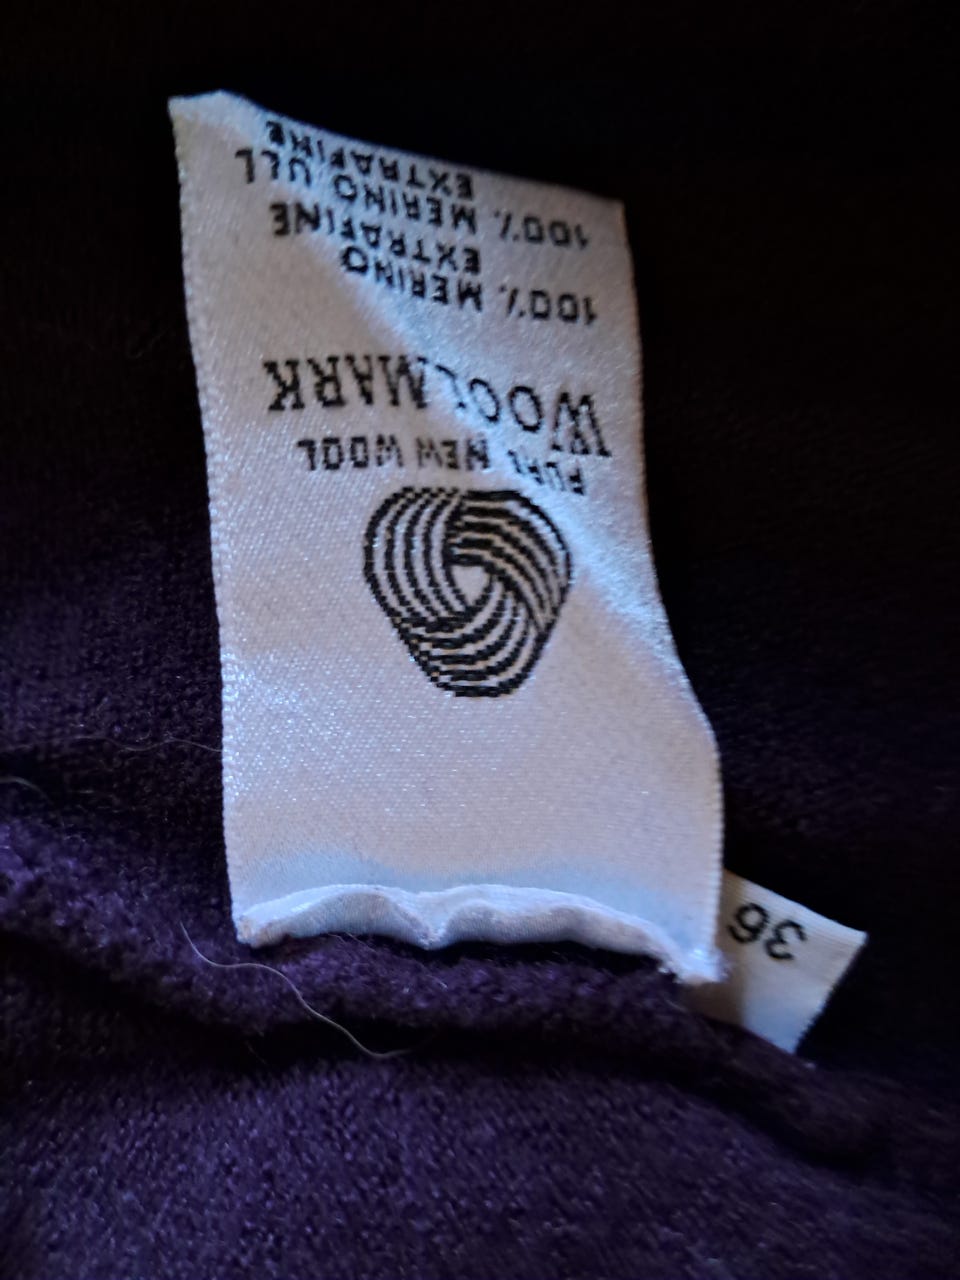 36
PURE NEW WOOL
WOOLMARK
100% MERINO
EXTRAFINE
100% MERINO ULL
EXTRAFINE